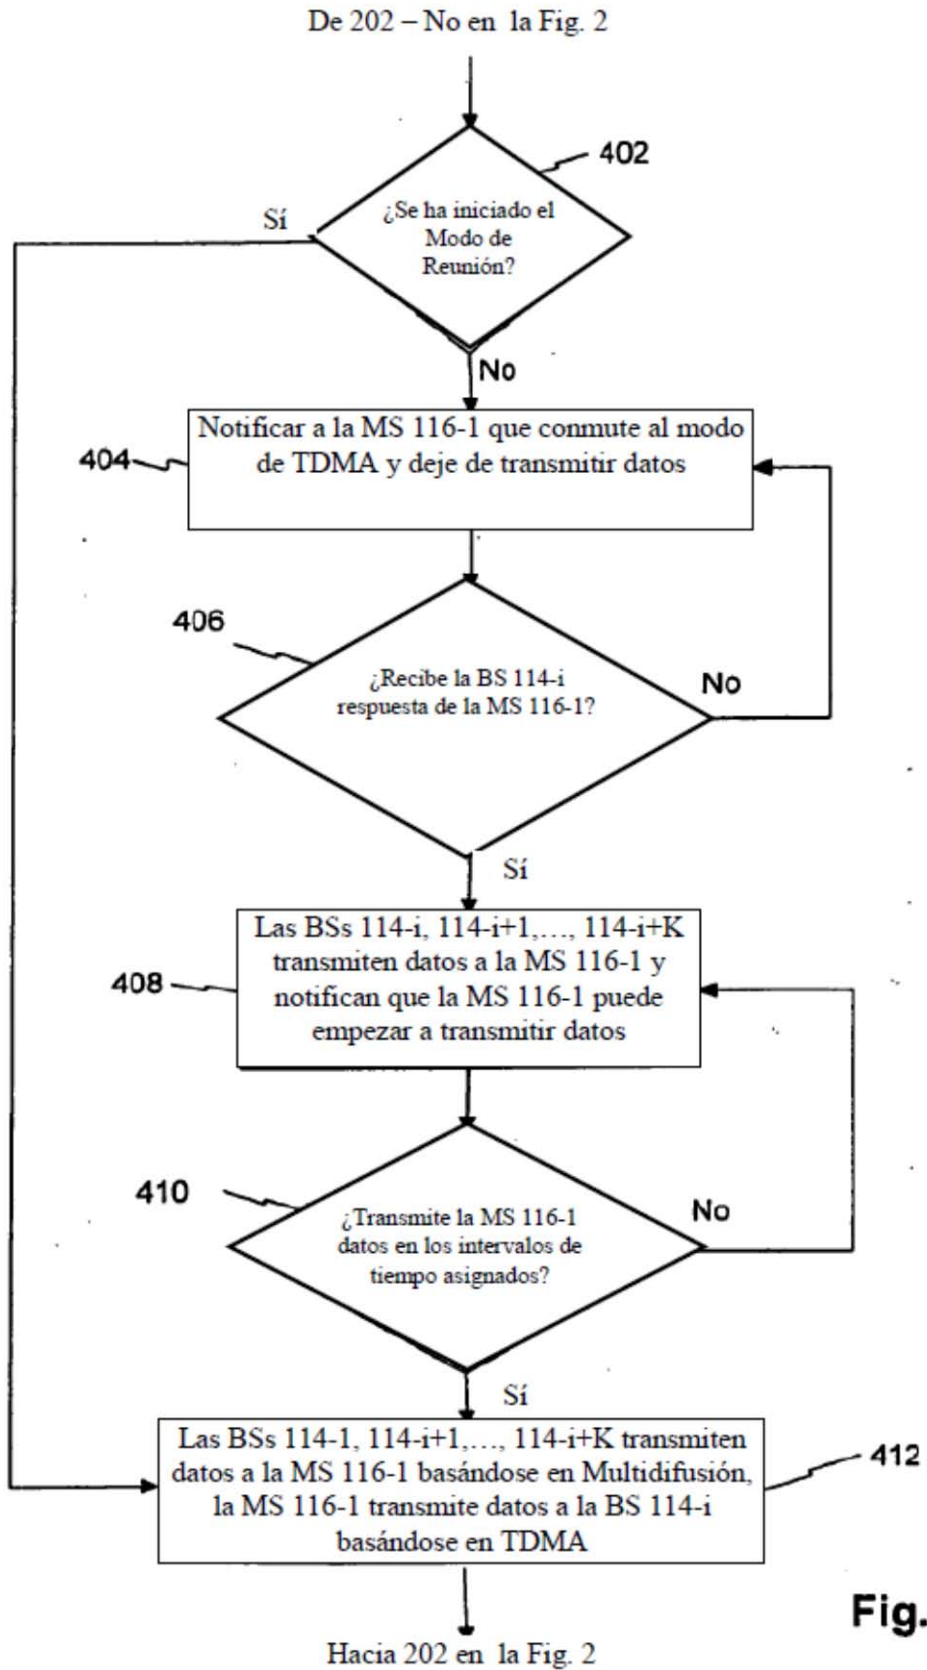 De 202 – No en la Fig. 2
402
¿Se ha iniciado el
Modo de
Reunión?
Sí
No
404
Notificar a la MS 116-1 que conmute al modo
de TDMA y deje de transmitir datos
406
¿Recibe la BS 114-i
respuesta de la MS 116-1?
No
Sí
408
Las BSs 114-i, 114-i+1,…, 114-i+K
transmiten datos a la MS 116-1 y
notifican que la MS 116-1 puede
empezar a transmitir datos
410
¿Transmite la MS 116-1
datos en los intervalos de
tiempo asignados?
No
Sí
Las BSs 114-1, 114-i+1,…, 114-i+K transmiten
datos a la MS 116-1 basándose en Multidifusión,
la MS 116-1 transmite datos a la BS 114-i
basándose en TDMA
412
Fig.
Hacia 202 en la Fig. 2